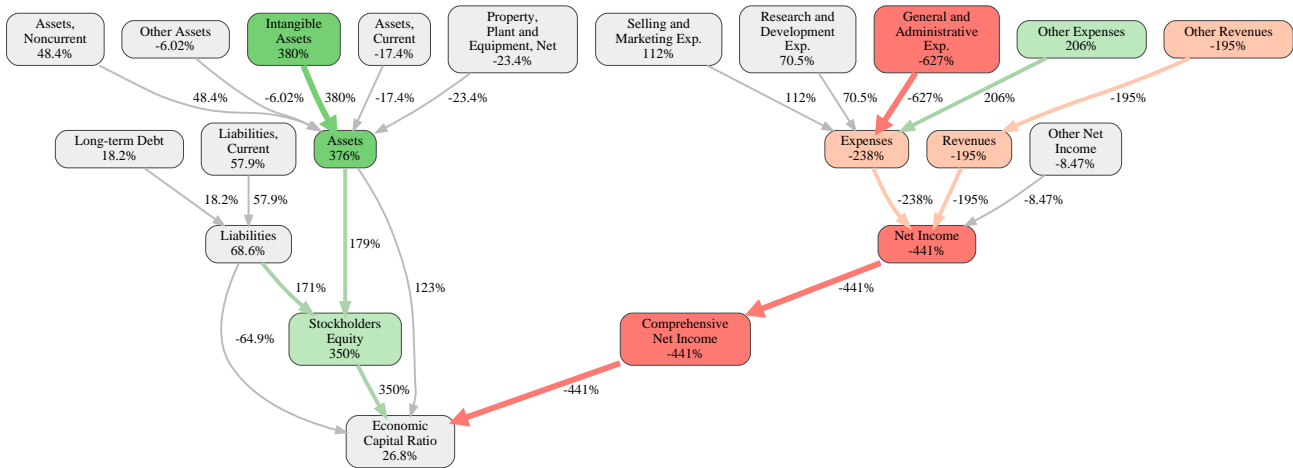 Assets,
Noncurrent
48.4%
Other Assets
-6.02%
Intangible
Assets
380%
Assets,
Current
-17.4%
Property,
Plant and
Equipment, Net
-23.4%
Selling and
Marketing Exp.
112%
Research and
Development
Exp.
70.5%
General and
Administrative
Exp.
-627%
Other Expenses
206%
Other Revenues
-195%
48.4%
-6.02%
380%
-17.4%
-23.4%
112%
70.5%
-627%
206%
-195%
Long-term Debt
18.2%
Liabilities,
Current
57.9%
Assets
376%
Expenses
-238%
Revenues
-195%
Other Net
Income
-8.47%
18.2%
57.9%
-238%
-195%
-8.47%
Liabilities
68.6%
179%
Net Income
-441%
171%
123%
-441%
-64.9%
Stockholders
Equity
350%
Comprehensive
Net Income
-441%
350%
-441%
Economic
Capital Ratio
26.8%